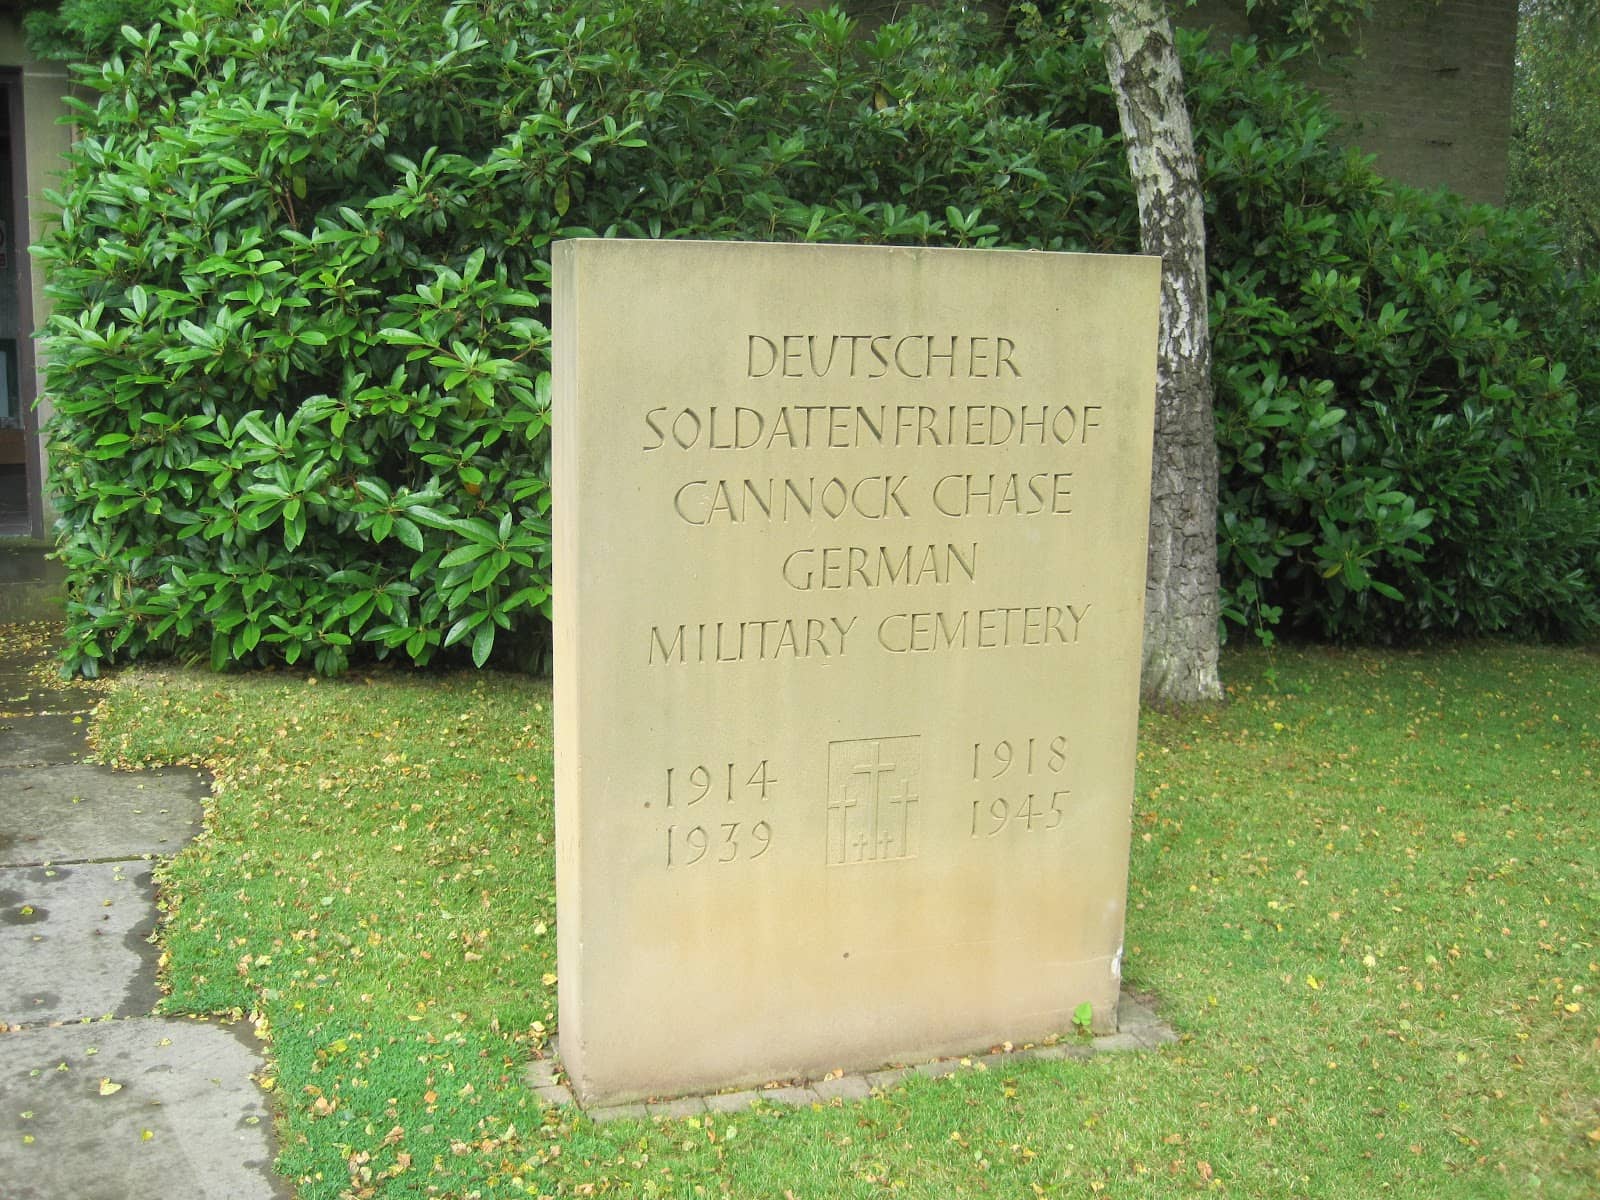 DEUTSCHER
SOLDATENFRIEDHOF
CANNOCK CHASE
GERMAN
MILITARY CEMETERY
1914 1918
1939 1945